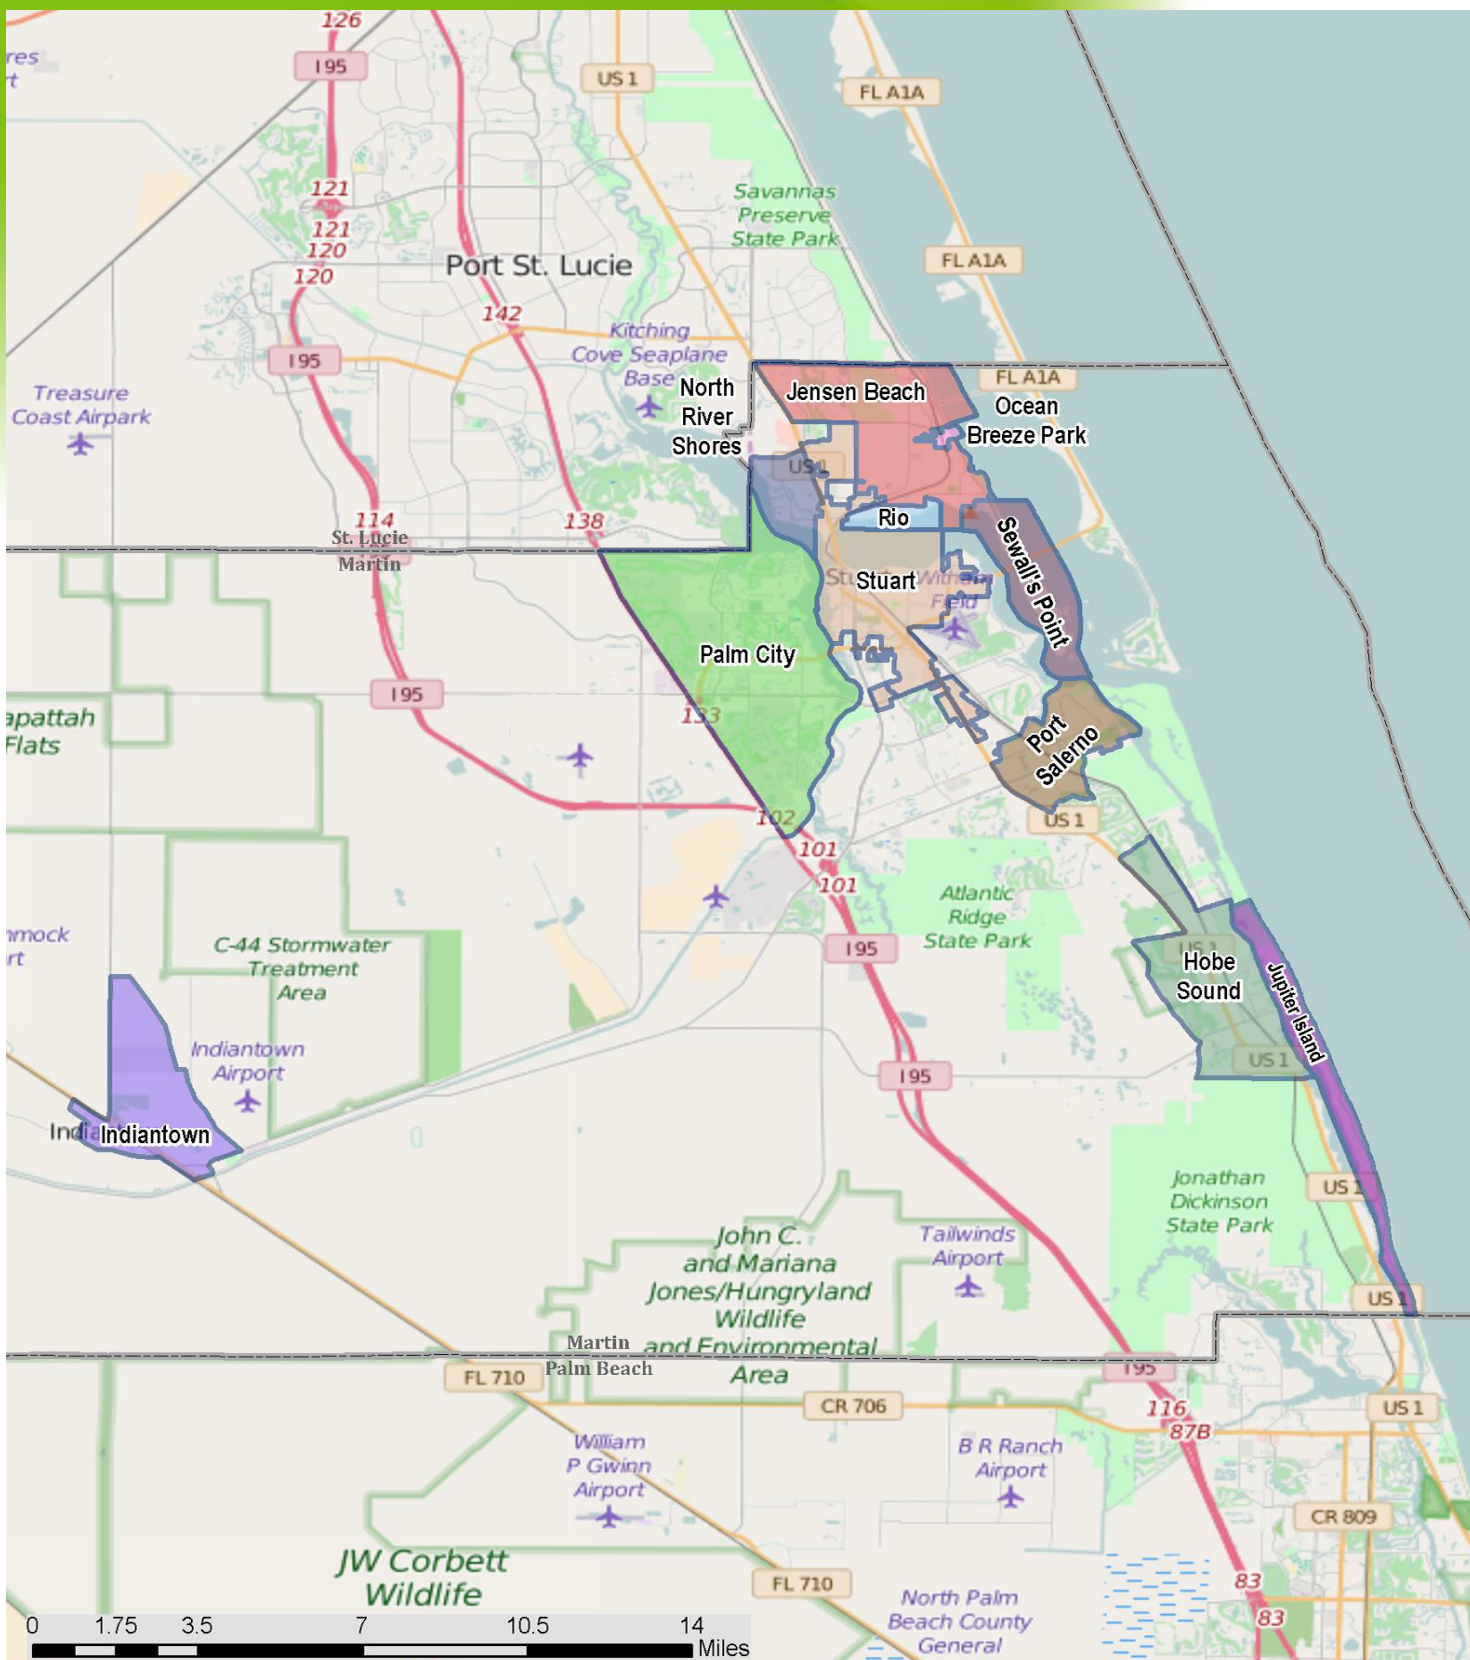 126
res
rt
I 95
US 1
FL A1A
121
121
120
120
Savannas
Preserve
State Park
FL A1A
Port St. Lucie
142
Kitching
Cove Seaplane
Base
I 95
Treasure
Coast Airpark
North
River
Shores
Jensen Beach
FL A1A
Ocean
Breeze Park
US 1
114
138
St. Lucie
Martin
Rio
Sewall's Point
Stuart
Witham
Field
Palm City
I 95
133
apattah
Flats
Port
Salerno
102
US 1
101
101
Atlantic
Ridge
State Park
I 95
C-44 Stormwater
Treatment
Area
mmock
rt
US 1
Hobe
Sound
Jupiter Island
Indiantown
Airport
I 95
US 1
Indiantown
Jonathan
Dickinson
State Park
US 1
John C.
and Mariana
Jones/Hungryland
Wildlife
and Environmental
Area
Tailwinds
Airport
US 1
Martin
Palm Beach
FL 710
I 95
CR 706
116
87B
US 1
William
P Gwinn
Airport
B R Ranch
Airport
CR 809
JW Corbett
Wildlife
FL 710
83
83
North Palm
Beach County
General
0 1.75 3.5 7 10.5 14
Miles